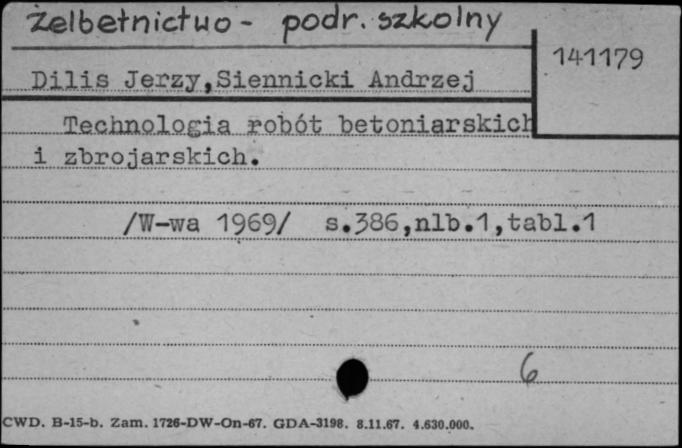 Żelbetnictwo - podr. szkolny
141179
Dilis Jerzy,Siennicki Andrzej
Technologia robót betoniarskich
i zbrojarskich.
/W-wa 1969/ s.386,nlb.1,tabl.1
6
CWD. B-15-b. Zam. 1726-DW-On-67. GDA-3198. 8.11.67. 4.630.000.